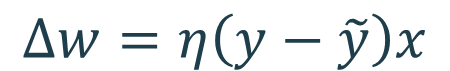 Δw = η(y − ỹ)x